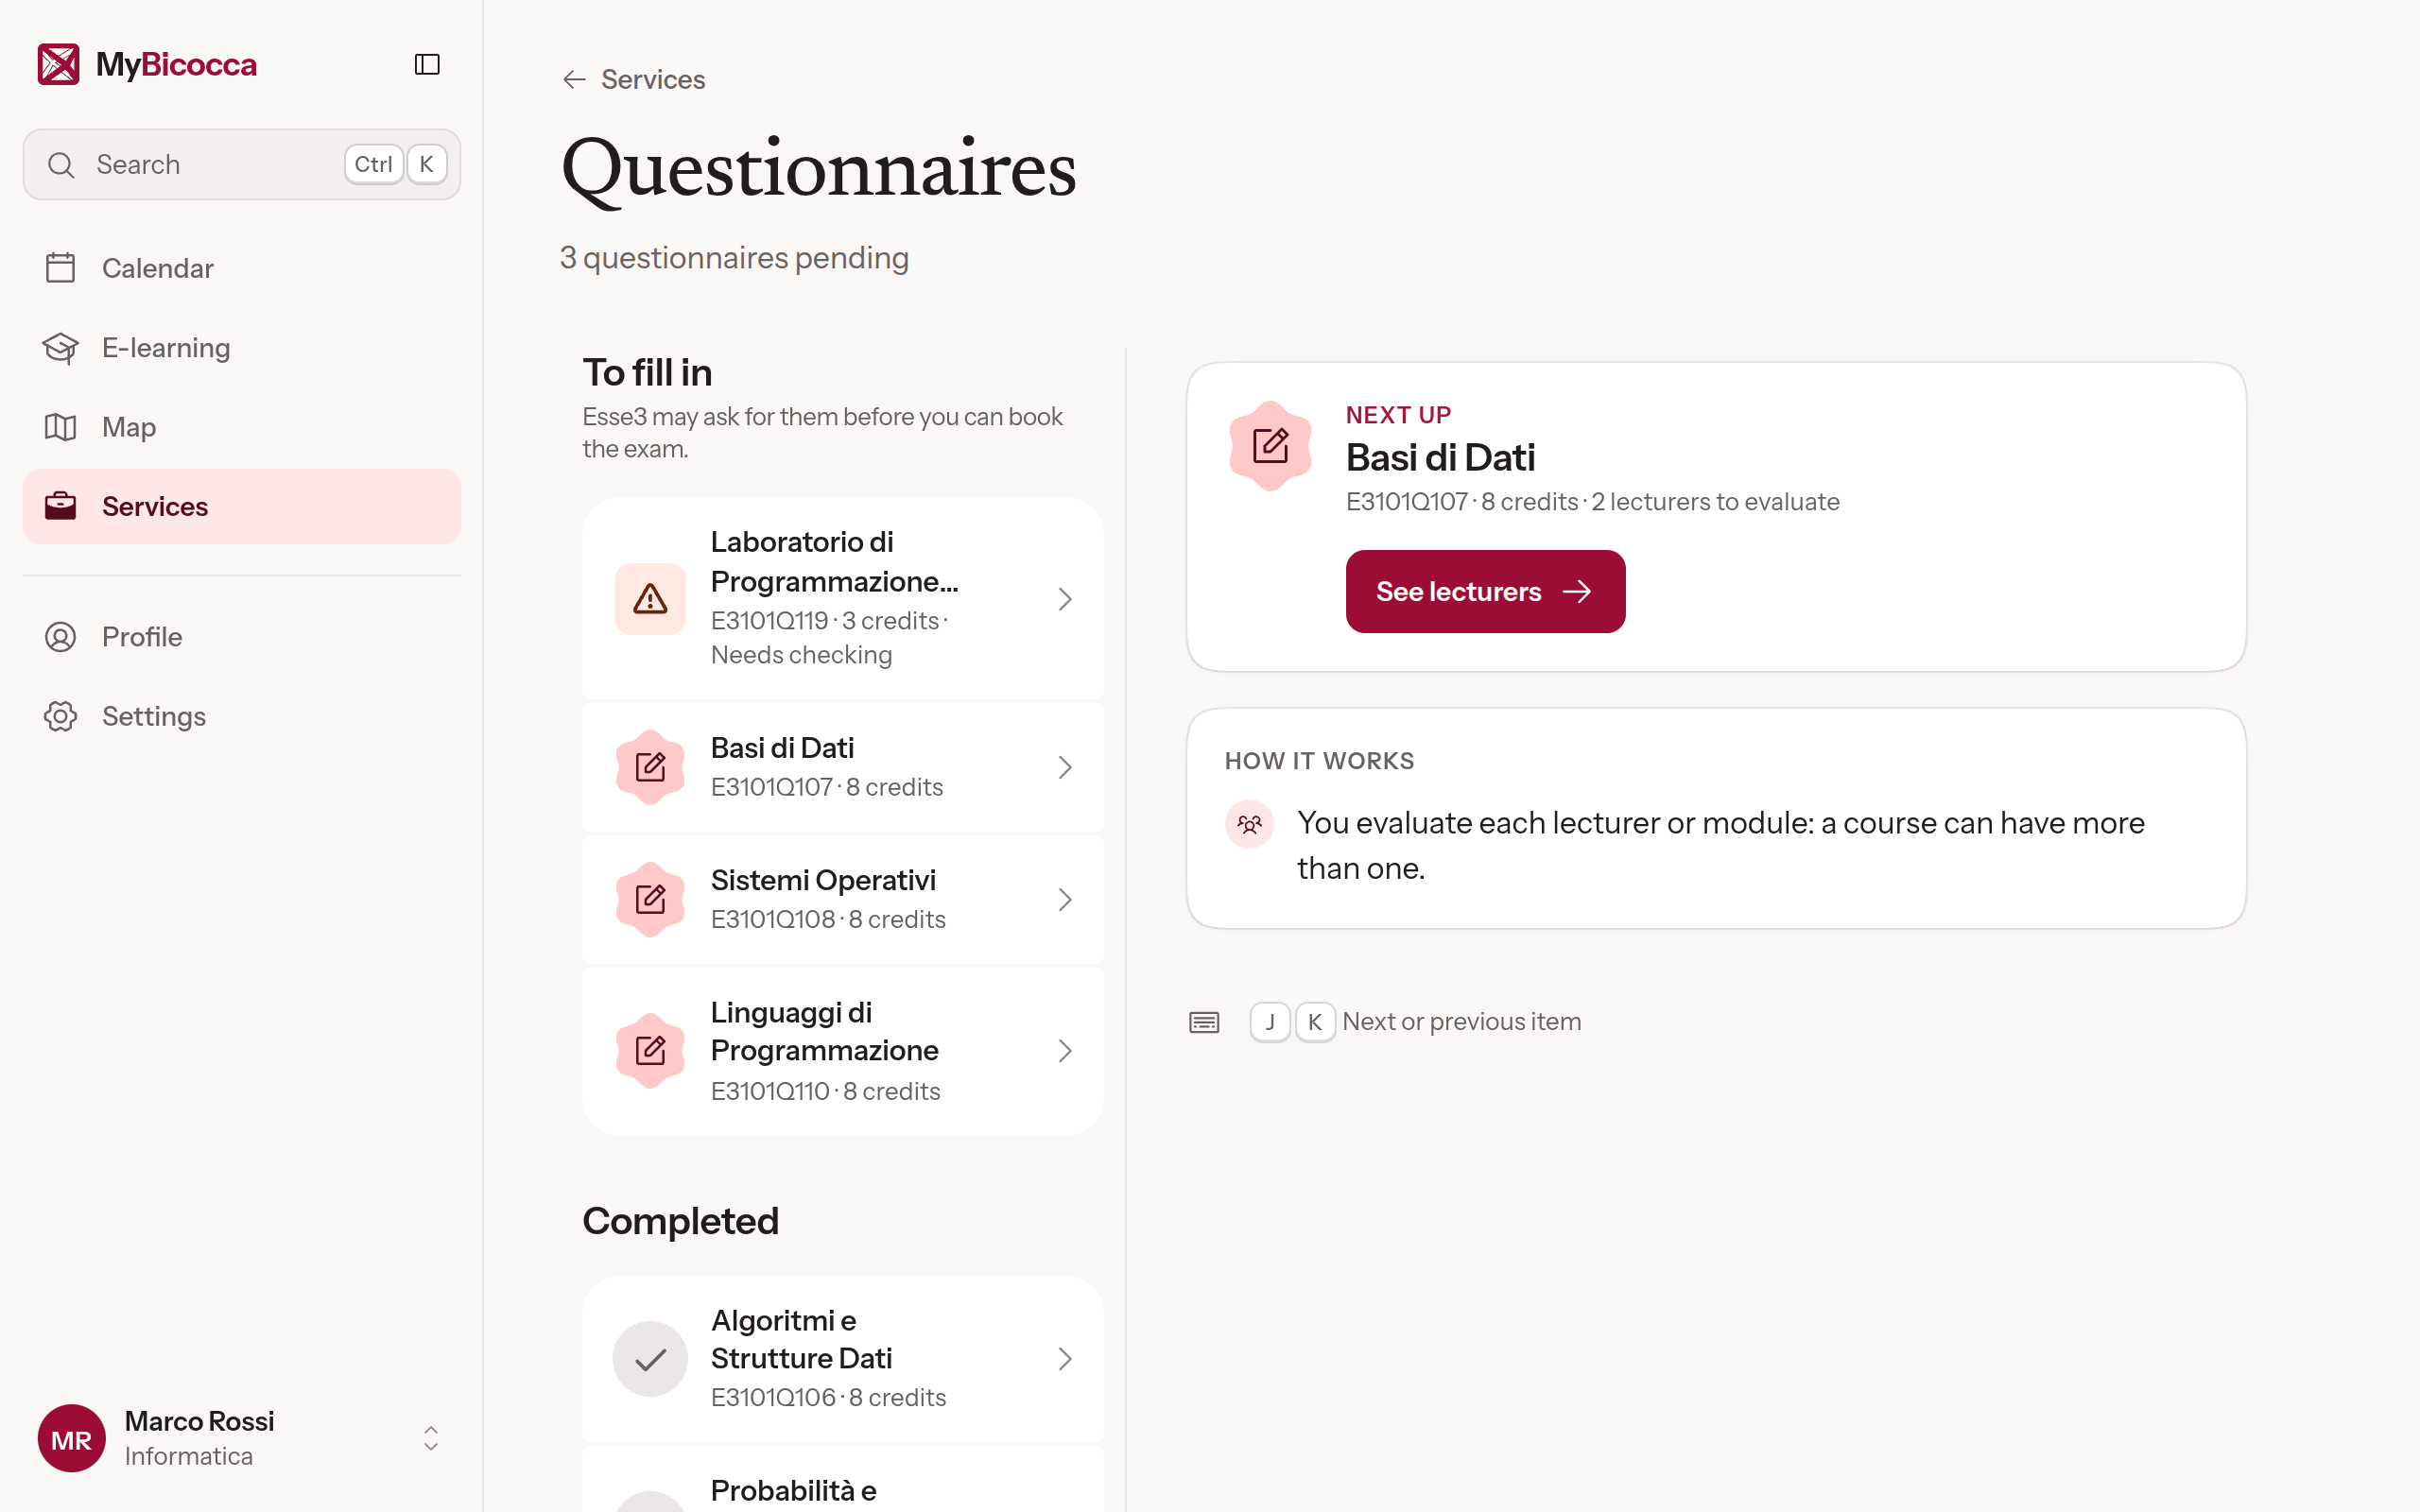 MyBicocca
Search
Ctrl K
Calendar
E-learning
Map
Services
Profile
Settings
MR
Marco Rossi
Informatica
Services
Questionnaires
3 questionnaires pending
To fill in
Esse3 may ask for them before you can book
the exam.
Laboratorio di
Programmazione...
E3101Q119 · 3 credits ·
Needs checking
Basi di Dati
E3101Q107 · 8 credits
Sistemi Operativi
E3101Q108 · 8 credits
Linguaggi di
Programmazione
E3101Q110 · 8 credits
Completed
Algoritmi e
Strutture Dati
E3101Q106 · 8 credits
Probabilità e
NEXT UP
Basi di Dati
E3101Q107 · 8 credits · 2 lecturers to evaluate
See lecturers
HOW IT WORKS
You evaluate each lecturer or module: a course can have more
than one.
J K Next or previous item